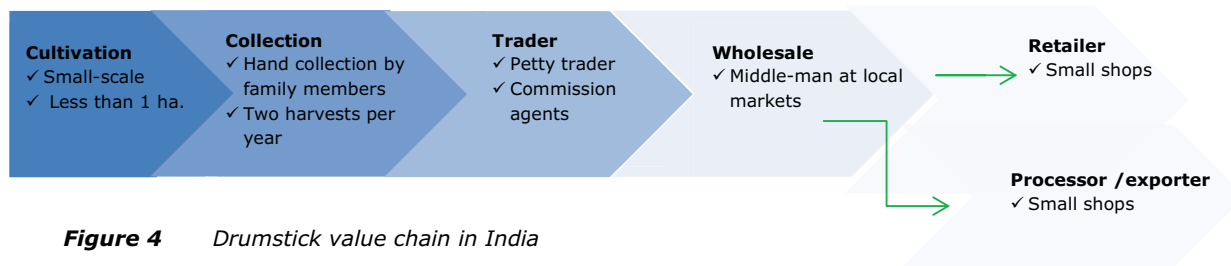 Cultivation
✓ Small-scale
✓ Less than 1 ha.
Collection
✓ Hand collection by
family members
✓ Two harvests per
year
Trader
✓ Petty trader
✓ Commission
agents
Wholesale
✓ Middle-man at local
markets
Retailer
✓ Small shops
Processor /exporter
✓ Small shops
Figure 4 Drumstick value chain in India